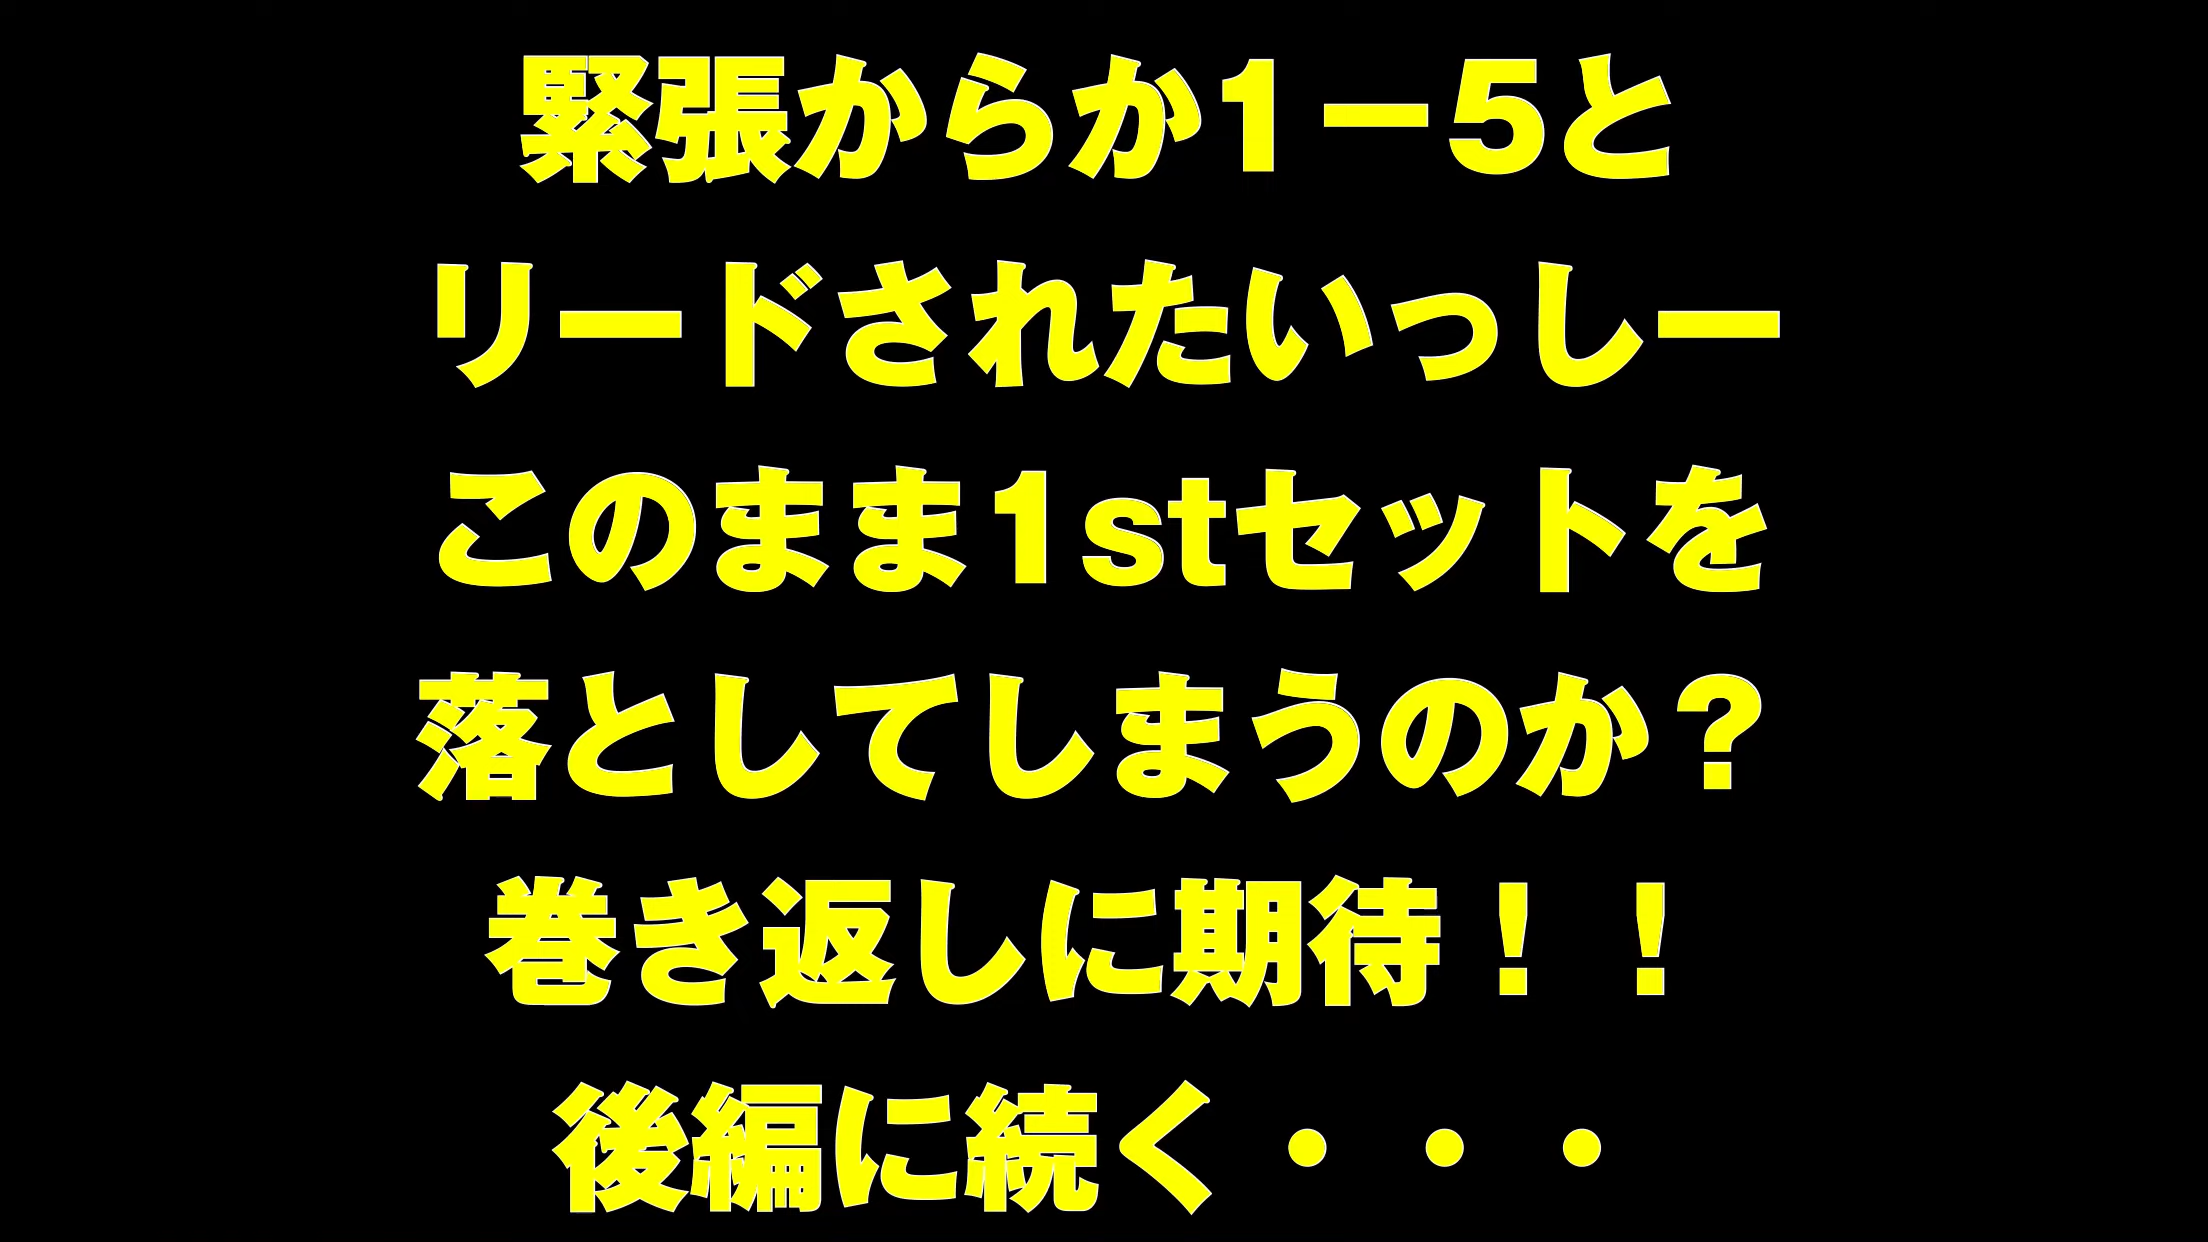 緊張からか1－5と
リードされたいっしー
このまま1stセットを
落としてしまうのか？
巻き返しに期待！！
後編に続く・・・